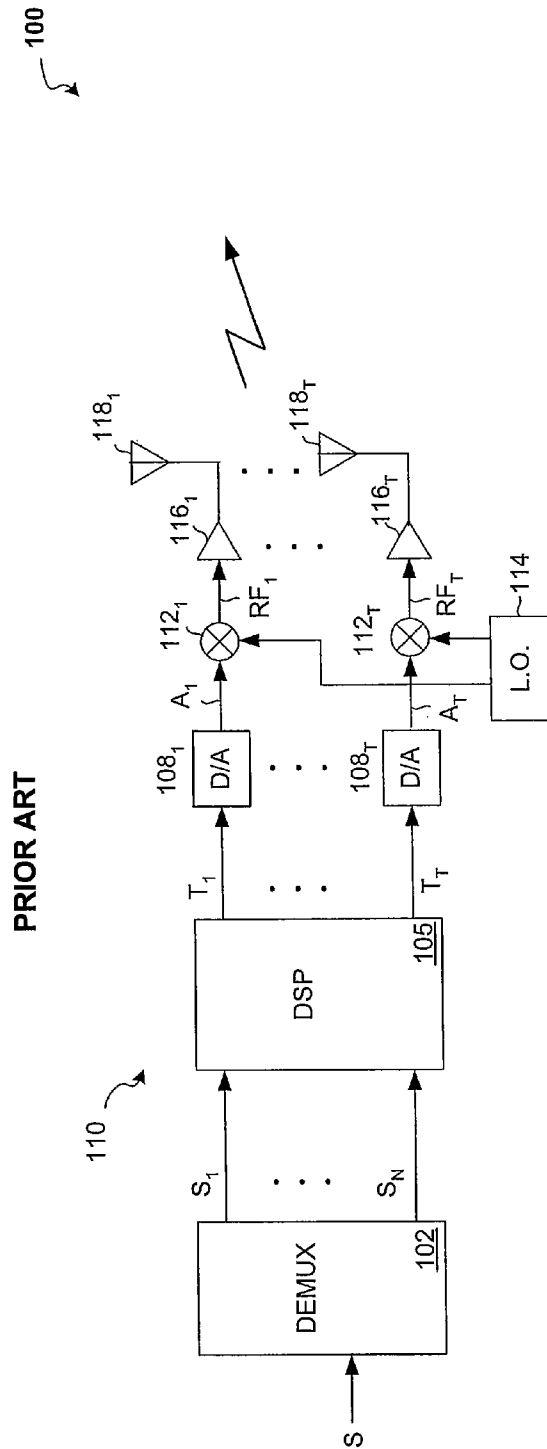 PRIOR ART
100
110
S
DEMUX
102
S₁
. . .
S_N
DSP
105
T₁
. . .
T_T
108₁
D/A
. . .
108_T
D/A
A₁
A_T
112₁
112_T
RF₁
RF_T
L.O.
114
116₁
. . .
116_T
118₁
. . .
118_T